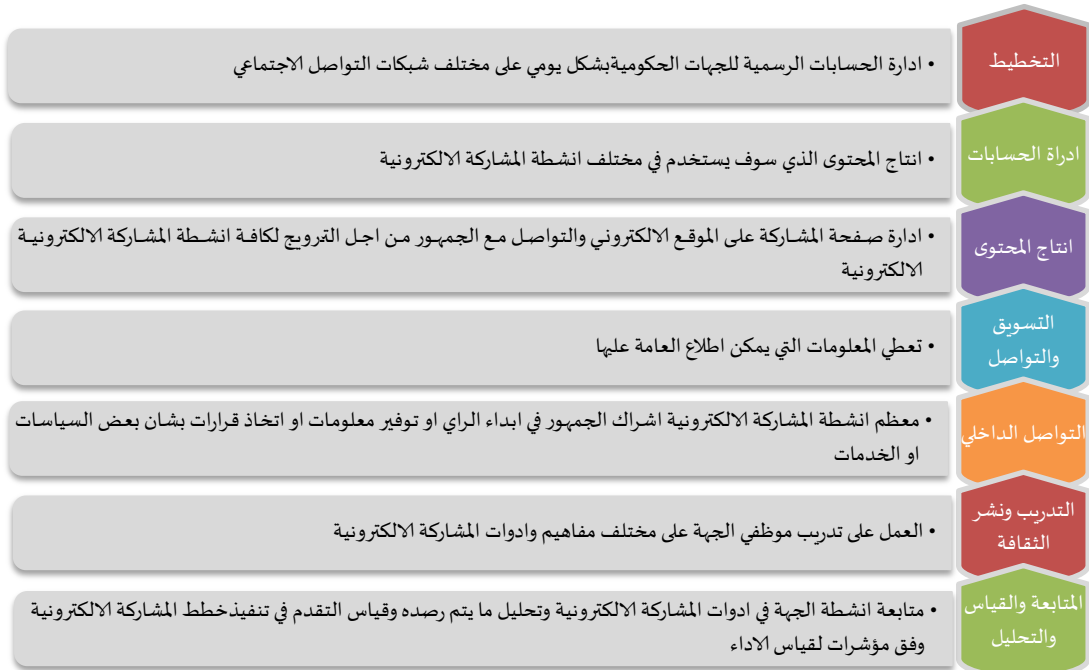 التخطيط
• ادارة الحسابات الرسمية للجهات الحكوميةبشكل يومي على مختلف شبكات التواصل الاجتماعي
ادراة الحسابات
• انتاج المحتوى الذي سوف يستخدم في مختلف انشطة المشاركة الالكترونية
انتاج المحتوى
• ادارة صفحة المشاركة على الموقع الالكتروني والتواصل مع الجمهور من اجل الترويج لكافة انشطة المشاركة الالكترونية
الالكترونية
التسويق
والتواصل
• تعطي المعلومات التي يمكن اطلاع العامة عليها
التواصل الداخلي
• معظم انشطة المشاركة الالكترونية اشراك الجمهور في ابداء الراي او توفير معلومات او اتخاذ قرارات بشان بعض السياسات
او الخدمات
التدريب ونشر
الثقافة
• العمل على تدريب موظفي الجهة على مختلف مفاهيم وادوات المشاركة الالكترونية
المتابعة والقياس
والتحليل
• متابعة انشطة الجهة في ادوات المشاركة الالكترونية وتحليل ما يتم رصده وقياس التقدم في تنفيذخطط المشاركة الالكترونية
وفق مؤشرات لقياس الاداء